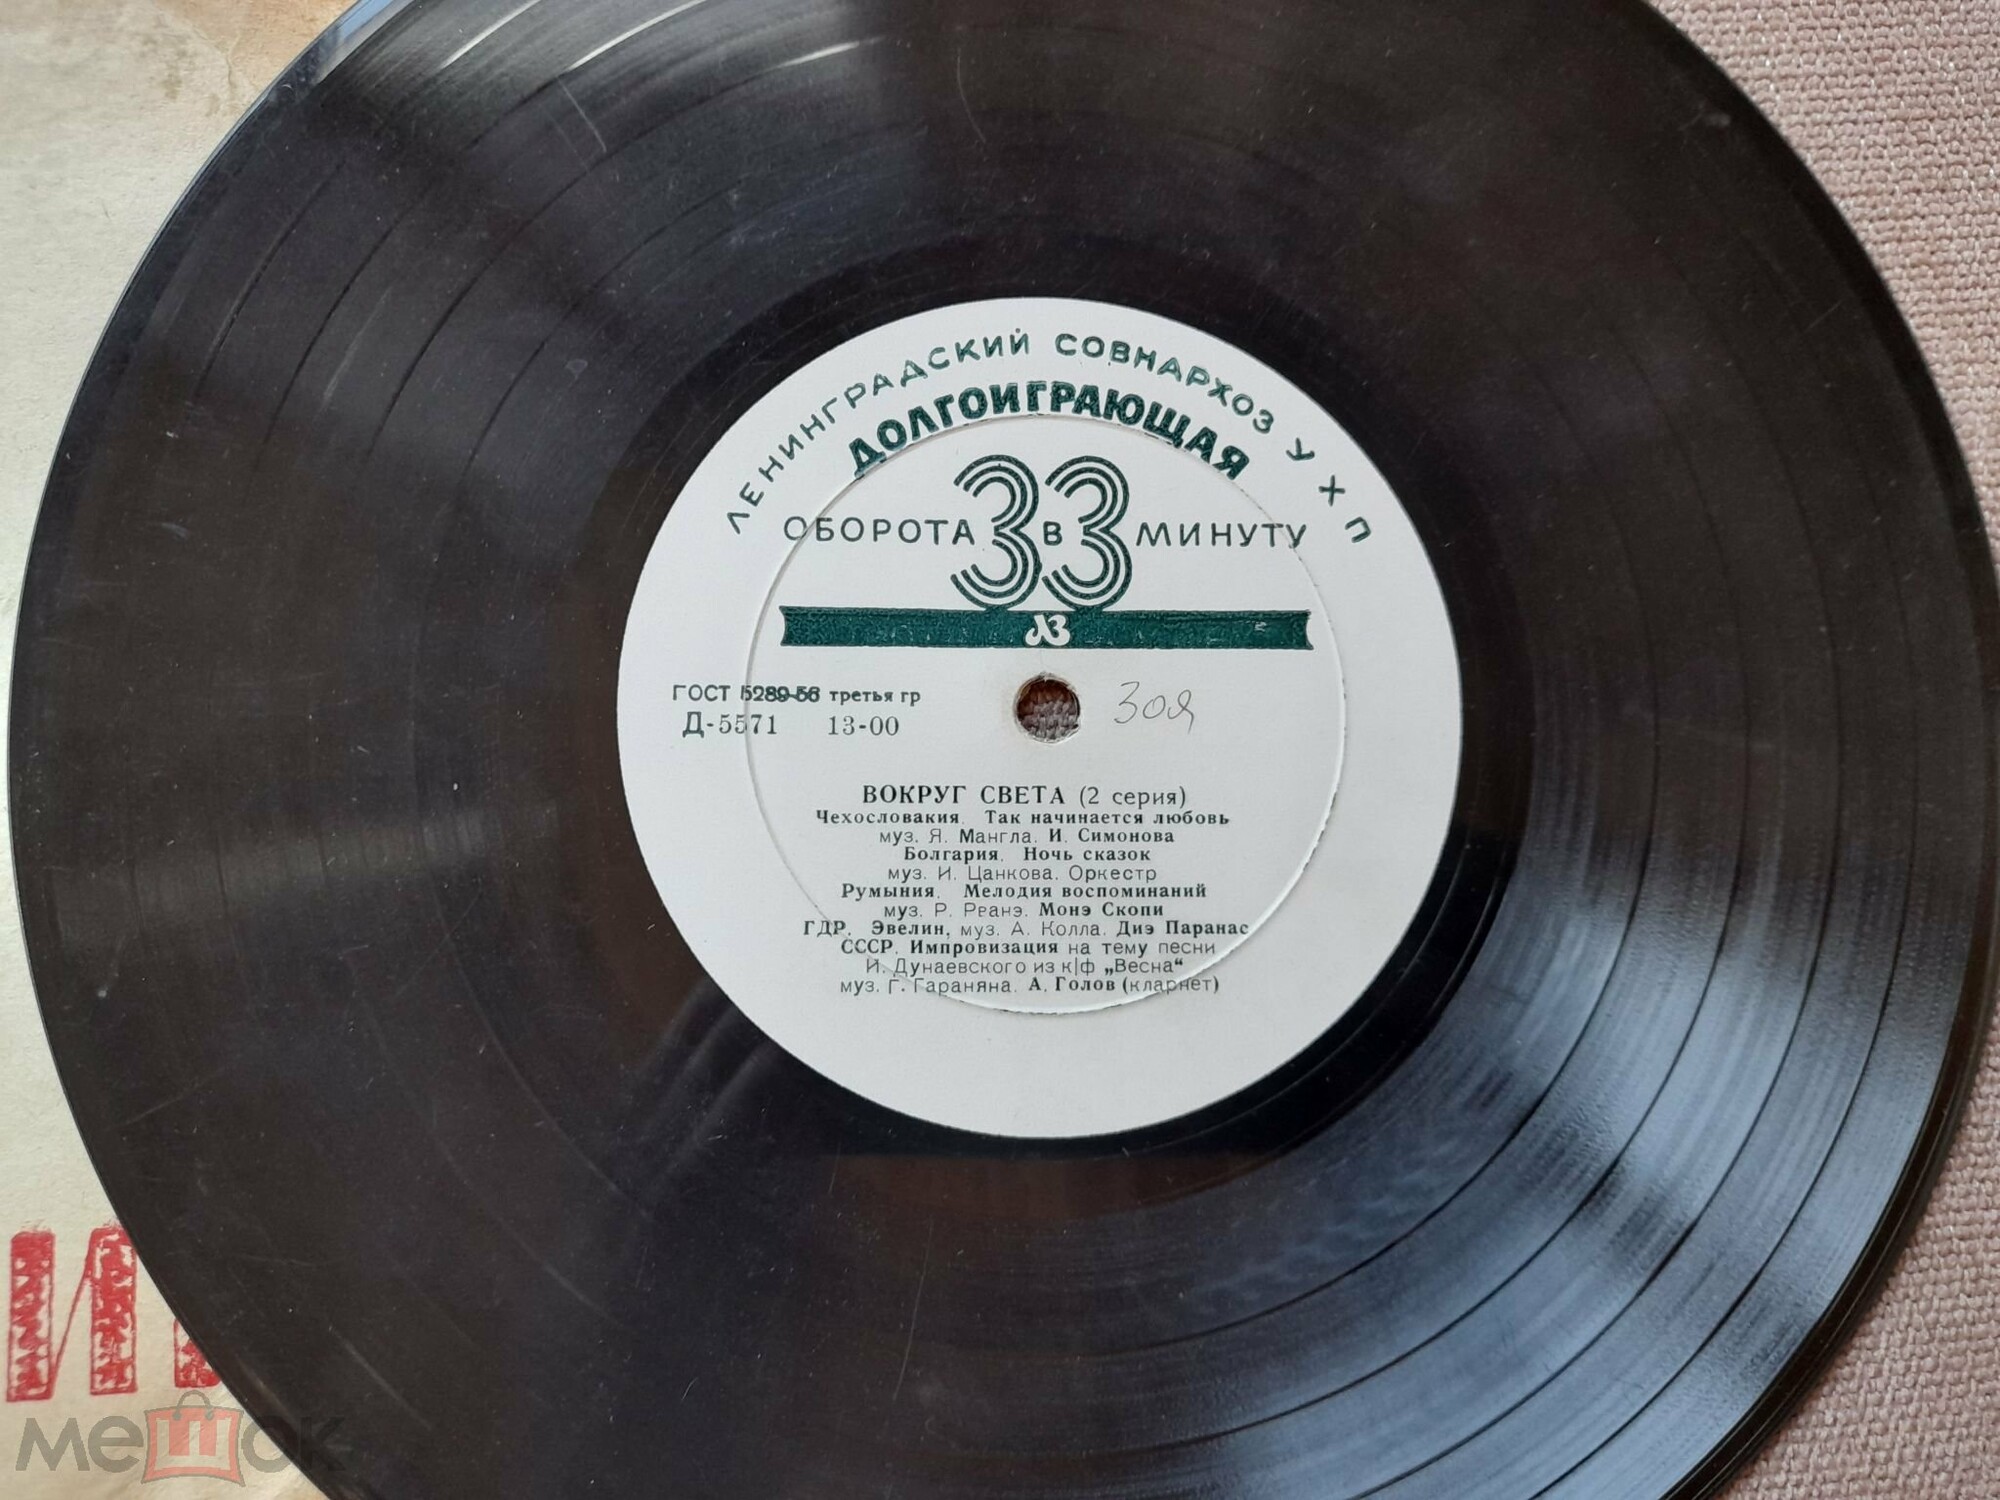 ЛЕНИНГРАДСКИЙ СОВНАРХОЗ УХП
ДОЛГОИГРАЮЩАЯ
33
ОБОРОТА В МИНУТУ
ЛЗ
ГОСТ 5289-56 третья гр
Д-5571 13-00
Зоя
ВОКРУГ СВЕТА (2 серия)
Чехословакия. Так начинается любовь
муз. Я. Мангла. И. Симонова
Болгария. Ночь сказок
муз. И. Цанкова. Оркестр
Румыния. Мелодия воспоминаний
муз. Р. Реанэ. Монэ Скопи
ГДР. Эвелин, муз. А. Колла. Диэ Паранас
СССР. Импровизация на тему песни
И. Дунаевского из к|ф „Весна“
муз. Г. Гараняна. А. Голов (кларнет)
мешок